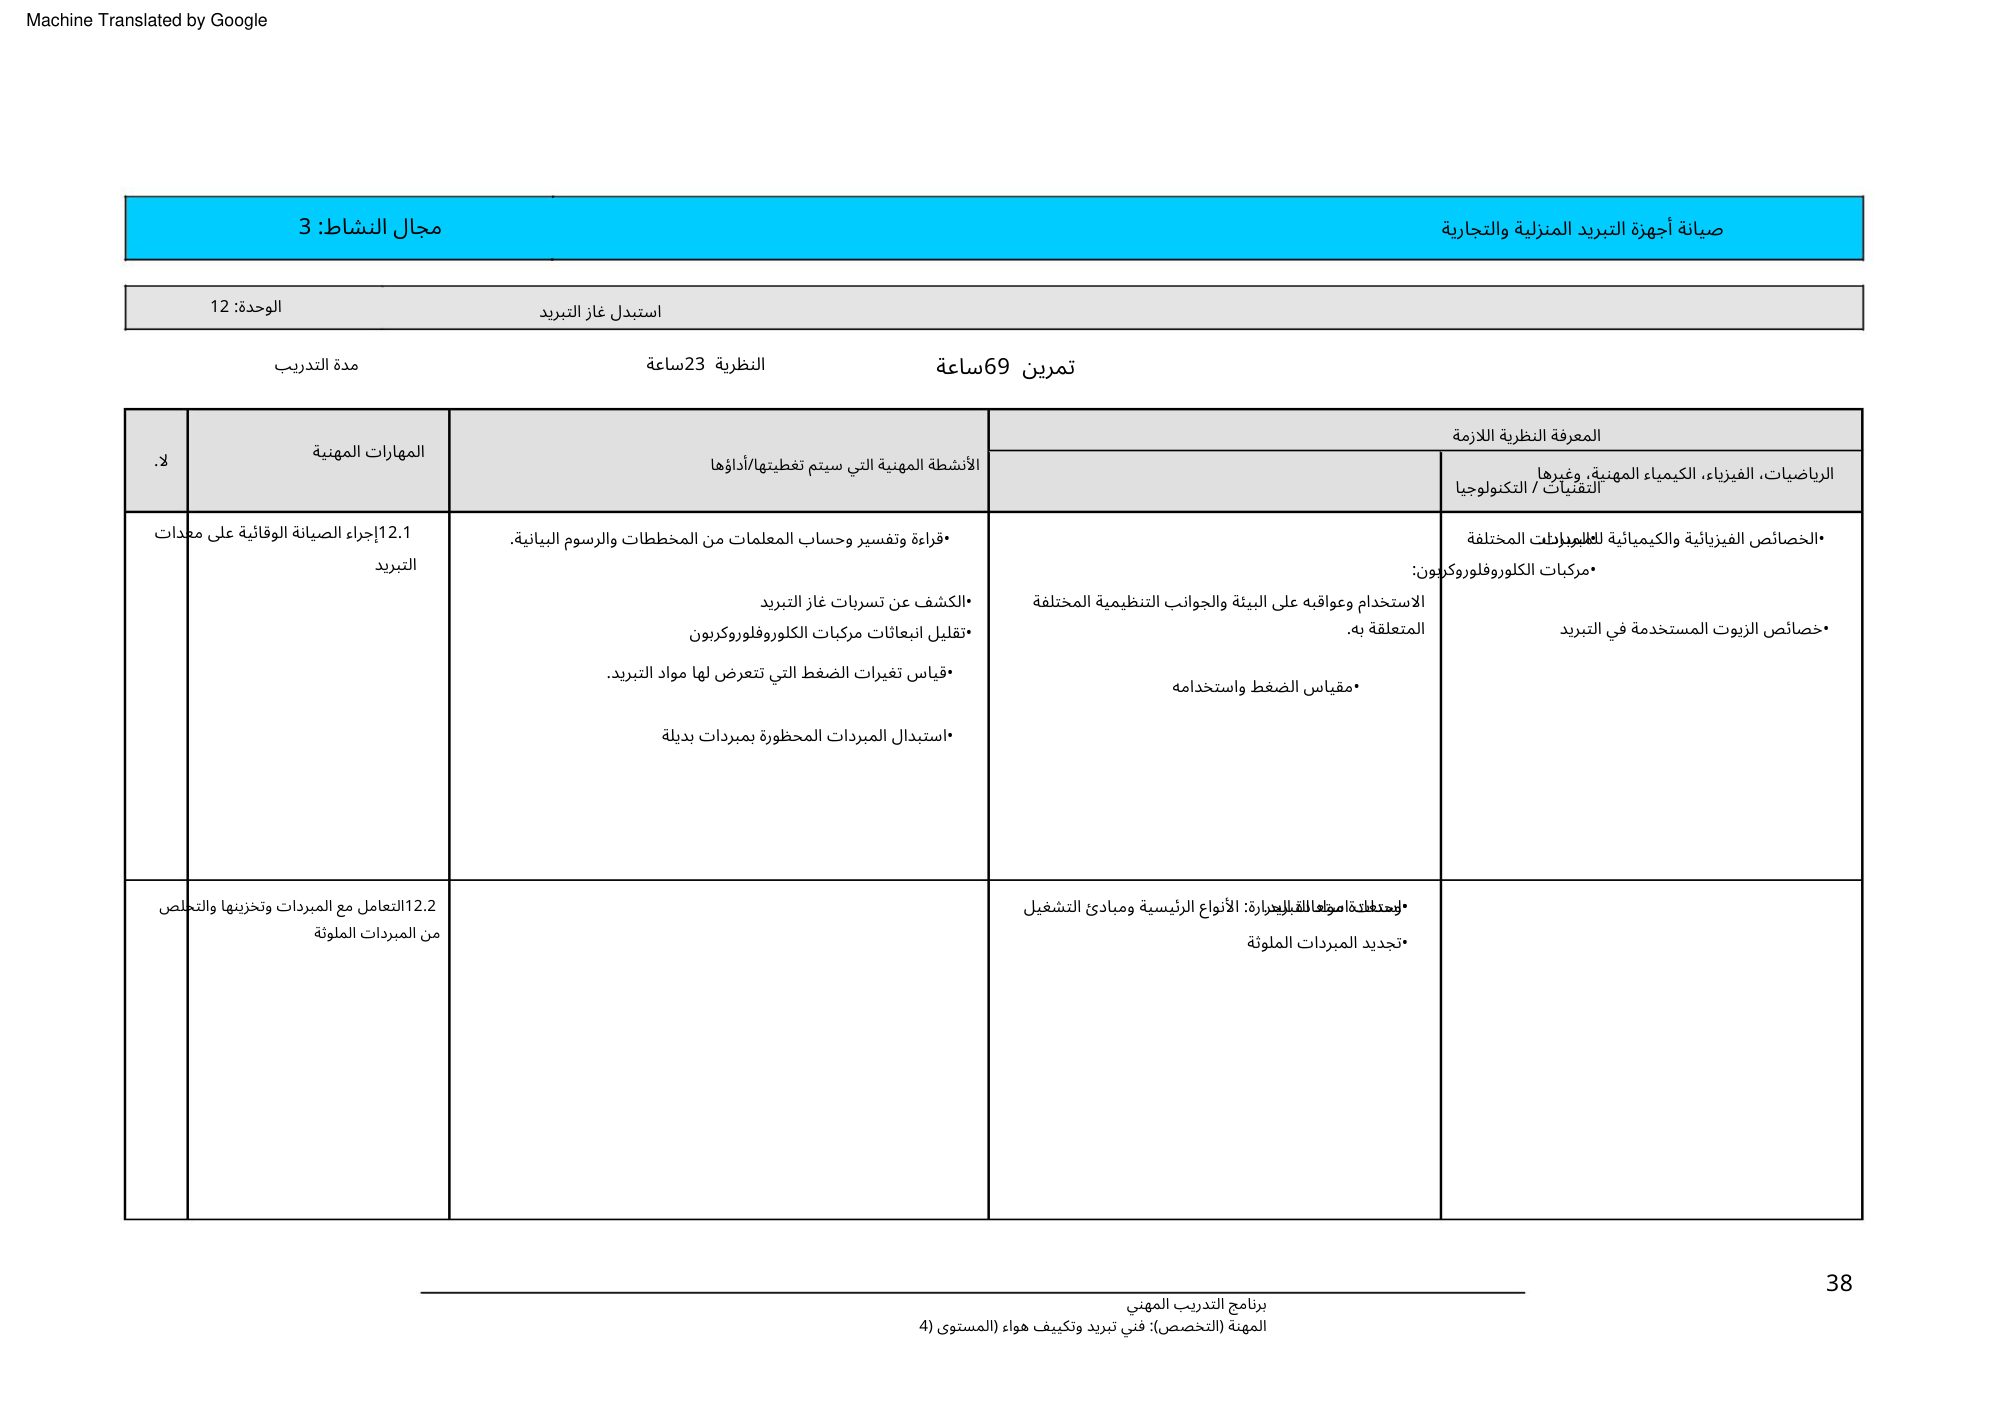 Machine Translated by Google
مجال النشاط: 3
صيانة أجهزة التبريد المنزلية والتجارية
الوحدة: 12
استبدل غاز التبريد
مدة التدريب
النظرية 23ساعة
تمرين 69ساعة
لا.
المهارات المهنية
الأنشطة المهنية التي سيتم تغطيتها/أداؤها
المعرفة النظرية اللازمة
التقنيات / التكنولوجيا
الرياضيات، الفيزياء، الكيمياء المهنية، وغيرها
12.1إجراء الصيانة الوقائية على معدات
التبريد
•قراءة وتفسير وحساب المعلمات من المخططات والرسوم البيانية.
•الكشف عن تسربات غاز التبريد
•تقليل انبعاثات مركبات الكلوروفلوروكربون
•قياس تغيرات الضغط التي تتعرض لها مواد التبريد.
•استبدال المبردات المحظورة بمبردات بديلة
•المبردات المختلفة
•مركبات الكلوروفلوروكربون:
الاستخدام وعواقبه على البيئة والجوانب التنظيمية المختلفة
المتعلقة به.
•مقياس الضغط واستخدامه
•الخصائص الفيزيائية والكيميائية للمبردات
•خصائص الزيوت المستخدمة في التبريد
12.2التعامل مع المبردات وتخزينها والتخلص
من المبردات الملوثة
الحرارة: الأنواع الرئيسية ومبادئ التشغيل
•تجديد المبردات الملوثة
38
برنامج التدريب المهني
المهنة (التخصص): فني تبريد وتكييف هواء (المستوى 4)